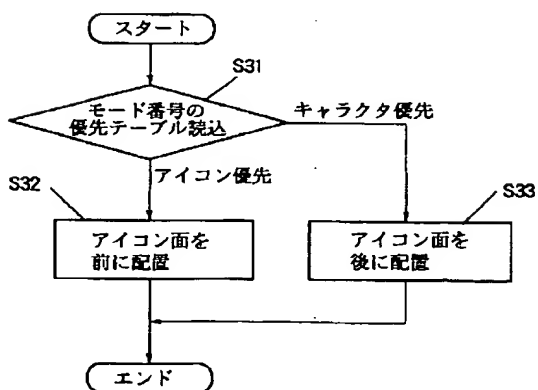 スタート
S31
モード番号の
優先テーブル読込
キャラクタ優先
アイコン優先
S32
アイコン面を
前に配置
S33
アイコン面を
後に配置
エンド